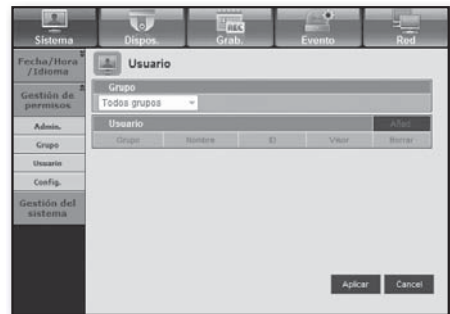 Sistema
Dispos.
Grab.
Evento
Red
Fecha/Hora
/Idioma
Gestión de
permisos
Admin.
Grupo
Usuario
Config.
Gestión del
sistema
Usuario
Grupo
Todos grupos
Usuario
Añad.
Grupo
Nombre
ID
Visor
Borrar
Aplicar
Cancel